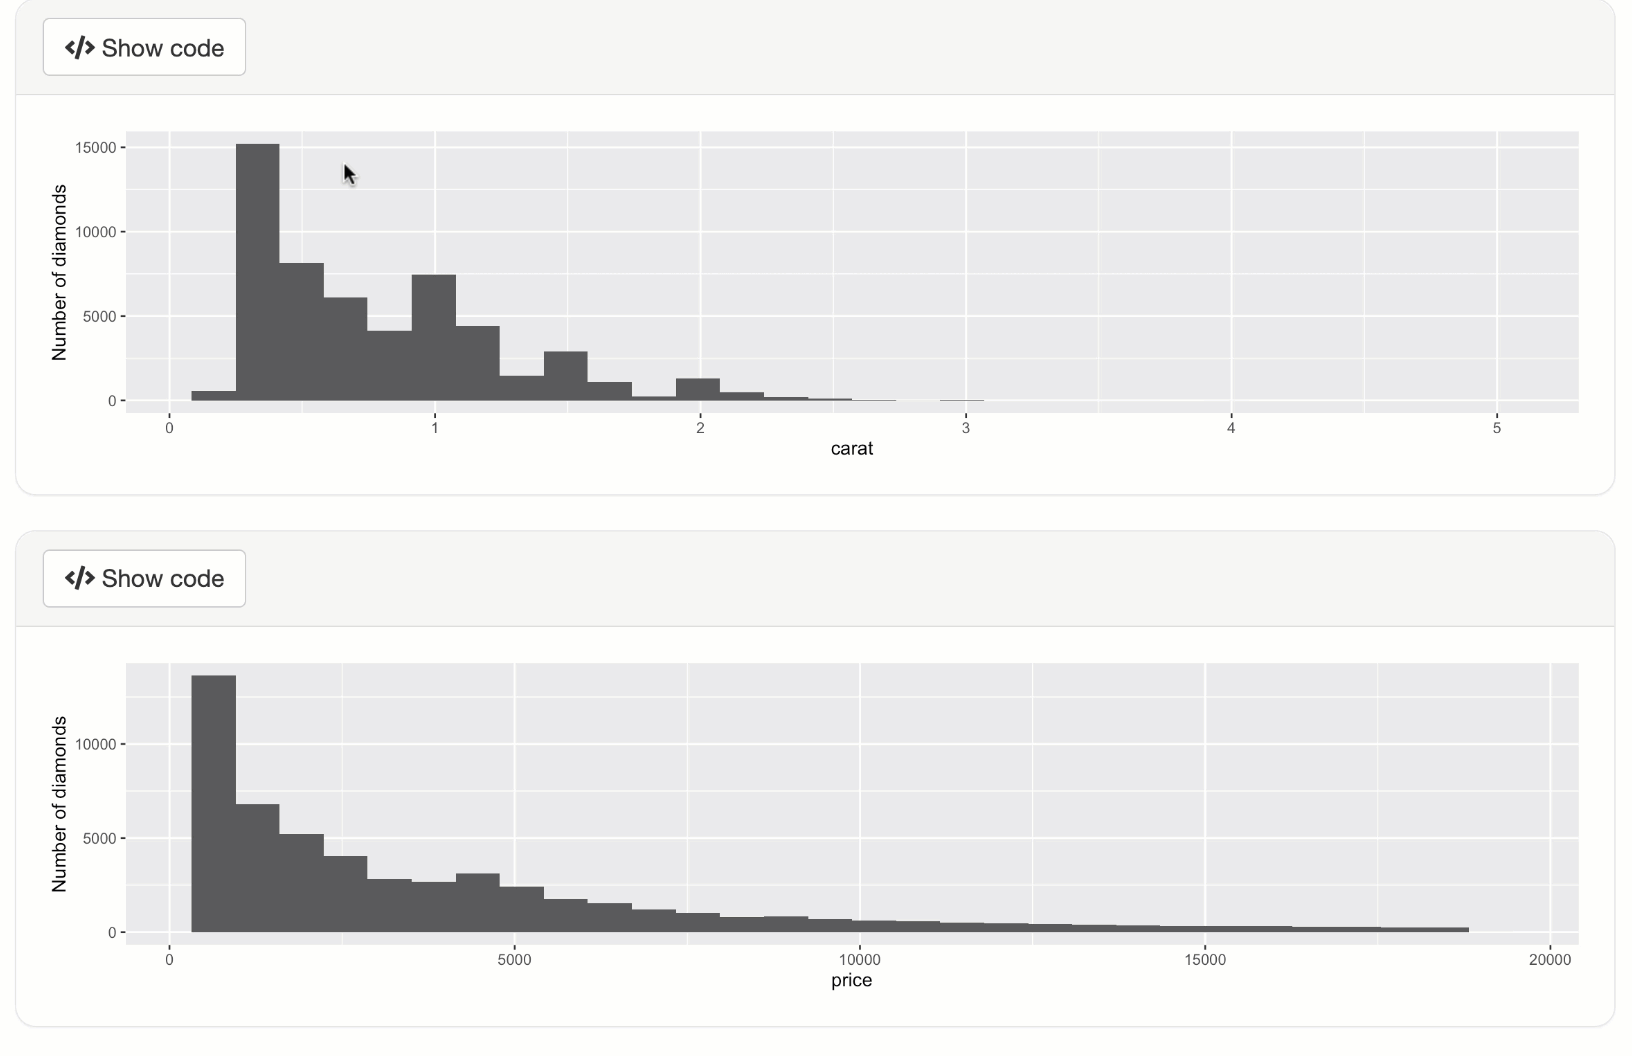 </> Show code
15000
10000
5000
0
Number of diamonds
0 1 2 3 4 5
carat
</> Show code
10000
5000
0
Number of diamonds
0 5000 10000 15000 20000
price